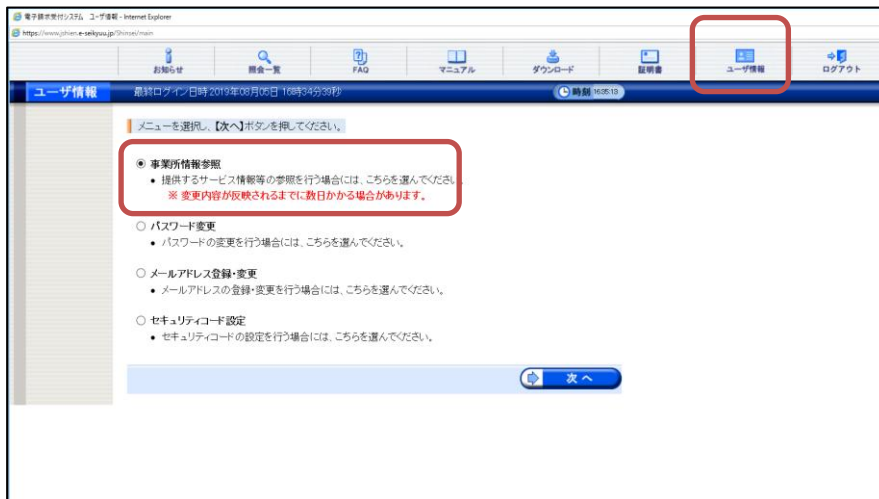 電子請求受付システム ユーザ情報 - Internet Explorer
https://www.jshien.e-seikyuu.jp/Shinsei/main
お知らせ 照会一覧 FAQ マニュアル ダウンロード 証明書 ユーザ情報 ログアウト
ユーザ情報 最終ログイン日時 2019年08月05日 16時34分39秒 時刻 16:35:13
メニューを選択し、【次へ】ボタンを押してください。
事業所情報参照
• 提供するサービス情報等の参照を行う場合には、こちらを選んでください。
※ 変更内容が反映されるまでに数日かかる場合があります。
パスワード変更
• パスワードの変更を行う場合には、こちらを選んでください。
メールアドレス登録・変更
• メールアドレスの登録・変更を行う場合には、こちらを選んでください。
セキュリティコード設定
• セキュリティコードの設定を行う場合には、こちらを選んでください。
次へ